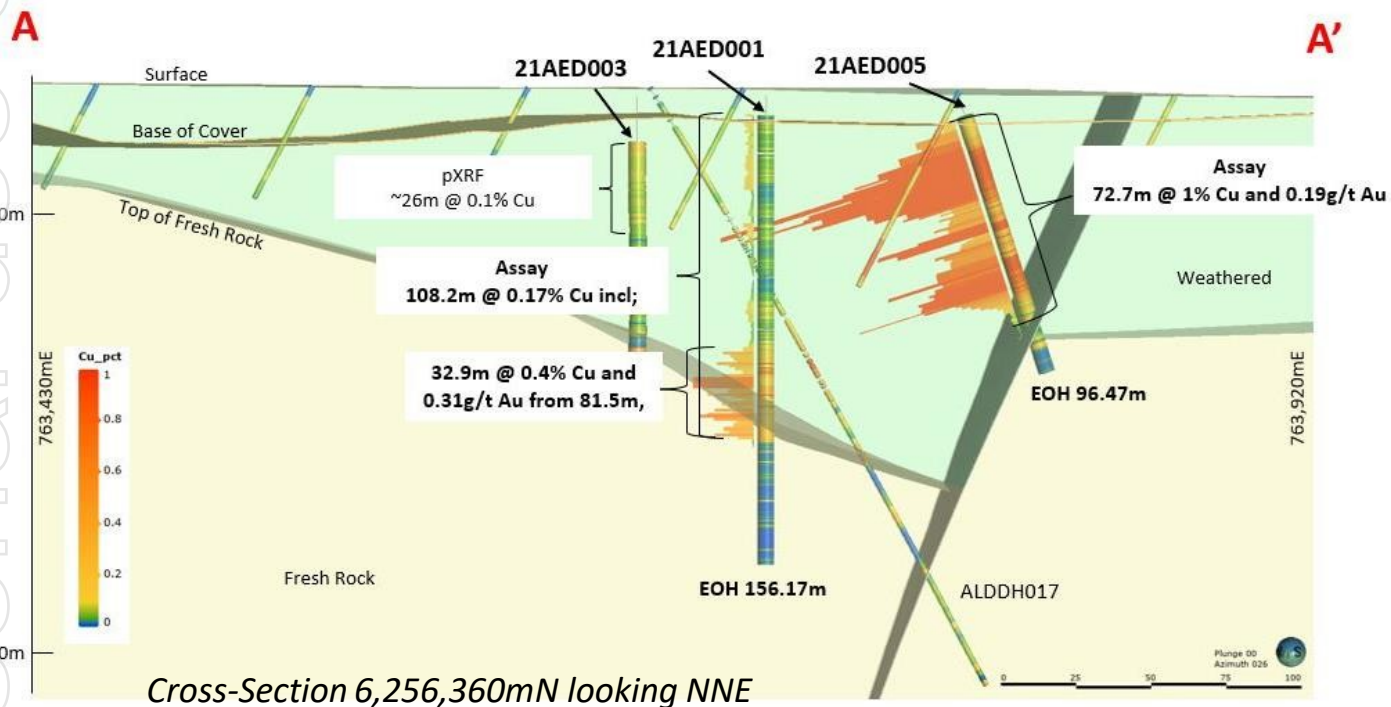 A
A'
21AED001
21AED003
21AED005
Surface
Base of Cover
Assay
72.7m @ 1% Cu and 0.19g/t Au
pXRF
~26m @ 0.1% Cu
0m
Top of Fresh Rock
Assay
108.2m @ 0.17% Cu incl;
Weathered
Cu_pct
1
0.8
0.6
0.4
0.2
0
763,430mE
32.9m @ 0.4% Cu and
0.31g/t Au from 81.5m,
EOH 96.47m
763,920mE
Fresh Rock
EOH 156.17m
ALDDH017
0m
Plunge 00
Azimuth 026
0 25 50 75 100
Cross-Section 6,256,360mN looking NNE